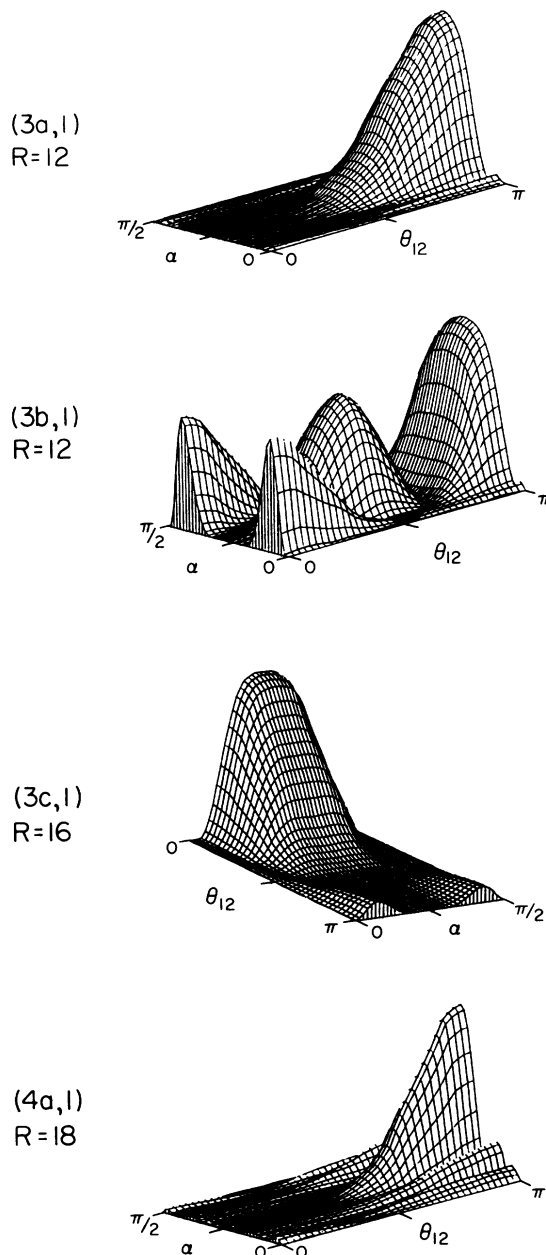 (3a,1)
R=12
π/2
α
0
0
θ12
π
(3b,1)
R=12
π/2
α
0
0
θ12
π
(3c,1)
R=16
0
θ12
π
0
α
π/2
(4a,1)
R=18
π/2
α
0
0
θ12
π